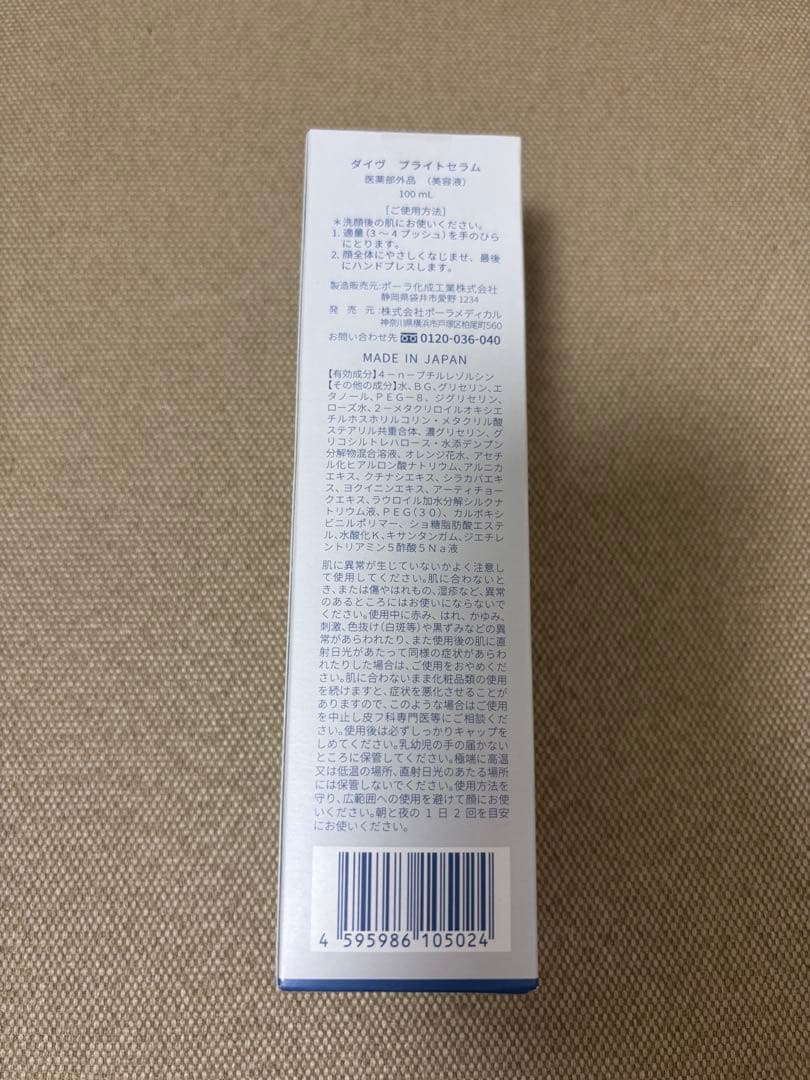 ダイヴ　ブライトセラム
医薬部外品　（美容液）
100 mL
［ご使用方法］
＊洗顔後の肌にお使いください。
1. 適量（3～4プッシュ）を手のひら
にとります。
2. 顔全体にやさしくなじませ、最後
にハンドプレスします。
製造販売元：ポーラ化成工業株式会社
静岡県袋井市愛野 1234
発　売　元：株式会社ポーラメディカル
神奈川県横浜市戸塚区柏尾町560
お問い合わせ先 0120-036-040
MADE IN JAPAN
【有効成分】４－ｎ－ブチルレゾルシン
【その他の成分】水、ＢＧ、グリセリン、エ
タノール、ＰＥＧ－８、ジグリセリン、
ローズ水、２－メタクリロイルオキシエ
チルホスホリルコリン・メタクリル酸
ステアリル共重合体、濃グリセリン、グ
リコシルトレハロース・水添デンプン
分解物混合溶液、オレンジ花水、アセチ
ル化ヒアルロン酸ナトリウム、アルニカ
エキス、クチナシエキス、シラカバエキ
ス、ヨクイニンエキス、アーティチョー
クエキス、ラウロイル加水分解シルクナ
トリウム液、ＰＥＧ（３０）、カルボキシ
ビニルポリマー、ショ糖脂肪酸エステ
ル、水酸化Ｋ、キサンタンガム、ジエチレ
ントリアミン５酢酸５Ｎａ液
肌に異常が生じていないかよく注意し
て使用してください。肌に合わないと
き、または傷やはれもの、湿疹など、異常
のあるところにはお使いにならないで
ください。使用中に赤み、はれ、かゆみ、
刺激、色抜け（白斑等）や黒ずみなどの異
常があらわれたり、また使用後の肌に直
射日光があたって同様の症状があらわ
れたりした場合は、ご使用をおやめくだ
さい。肌に合わないまま化粧品類の使用
を続けますと、症状を悪化させることが
ありますので、このような場合はご使用
を中止し皮フ科専門医等にご相談くだ
さい。使用後は必ずしっかりキャップを
しめてください。乳幼児の手の届かない
ところに保管してください。極端に高温
又は低温の場所、直射日光のあたる場所
には保管しないでください。使用方法を
守り、広範囲への使用を避けて顔にお使
いください。朝と夜の１日２回を目安
にお使いください。
4 595986 105024